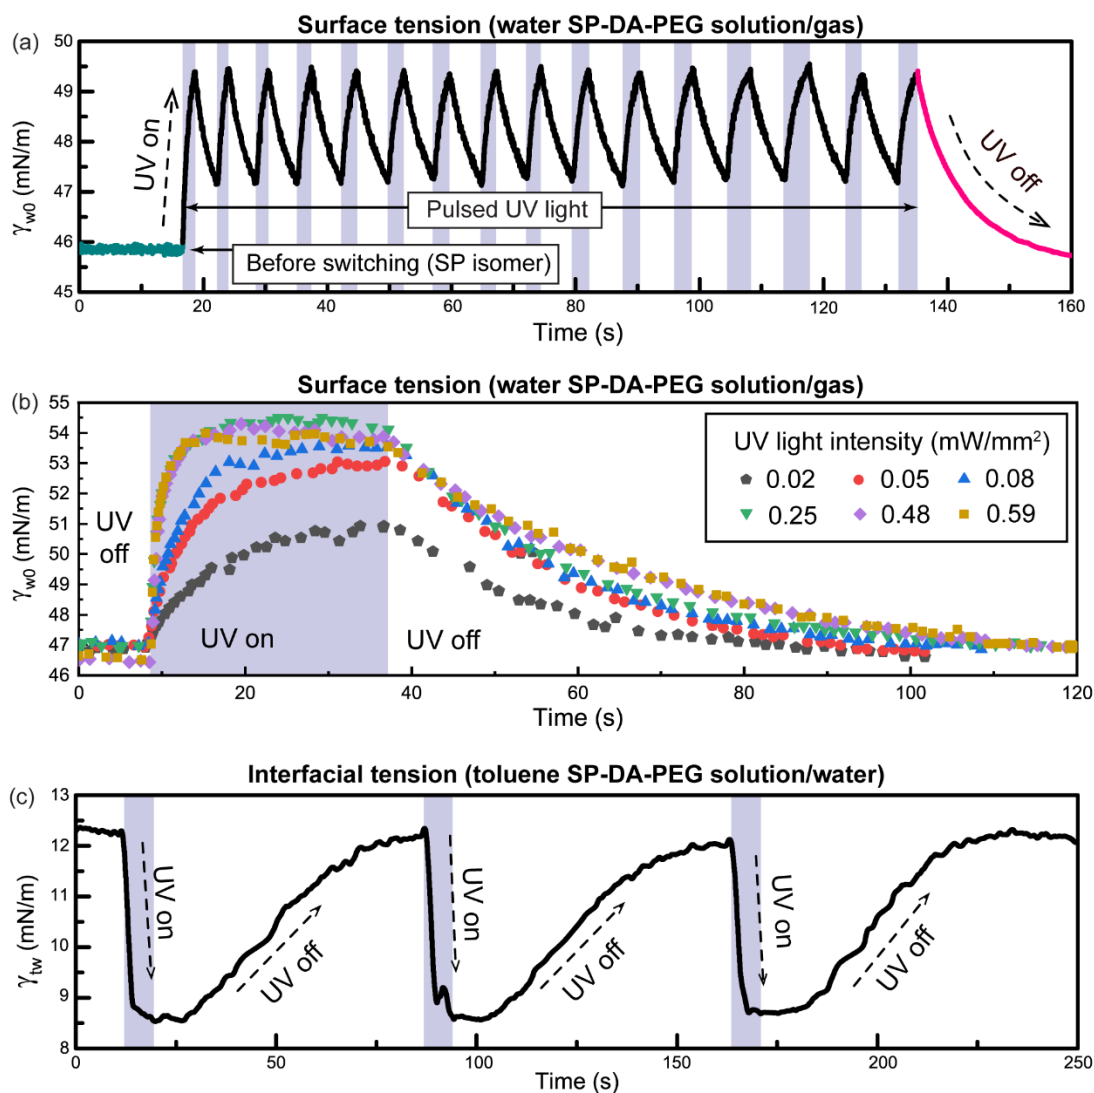 Surface tension (water SP-DA-PEG solution/gas)
(a)
50
49
48
47
46
45
γw0 (mN/m)
UV on
Pulsed UV light
Before switching (SP isomer)
UV off
0 20 40 60 80 100 120 140 160
Time (s)
Surface tension (water SP-DA-PEG solution/gas)
(b)
55
54
53
52
51
50
49
48
47
46
γw0 (mN/m)
UV off
UV on
UV off
UV light intensity (mW/mm²)
0.02 0.05 0.08
0.25 0.48 0.59
0 20 40 60 80 100 120
Time (s)
Interfacial tension (toluene SP-DA-PEG solution/water)
(c)
13
12
11
10
9
8
γtw (mN/m)
UV on
UV off
UV on
UV off
UV on
UV off
0 50 100 150 200 250
Time (s)